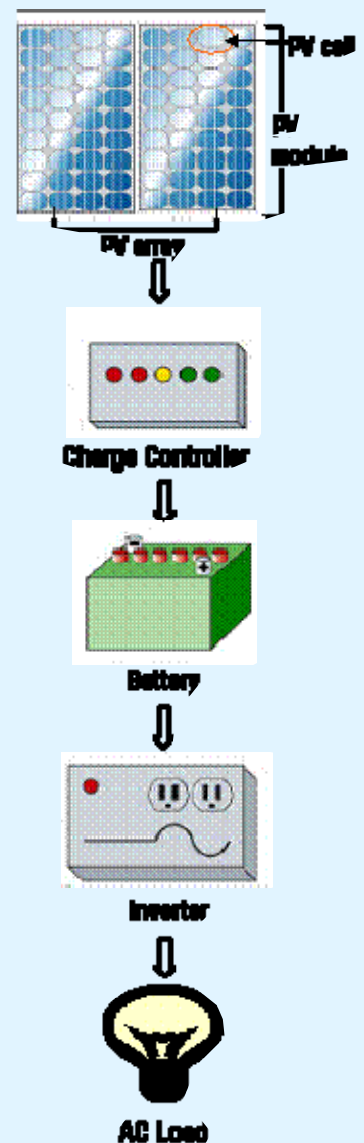 PV cell
PV
module
PV array
Charge Controller
Battery
Inverter
AC Load